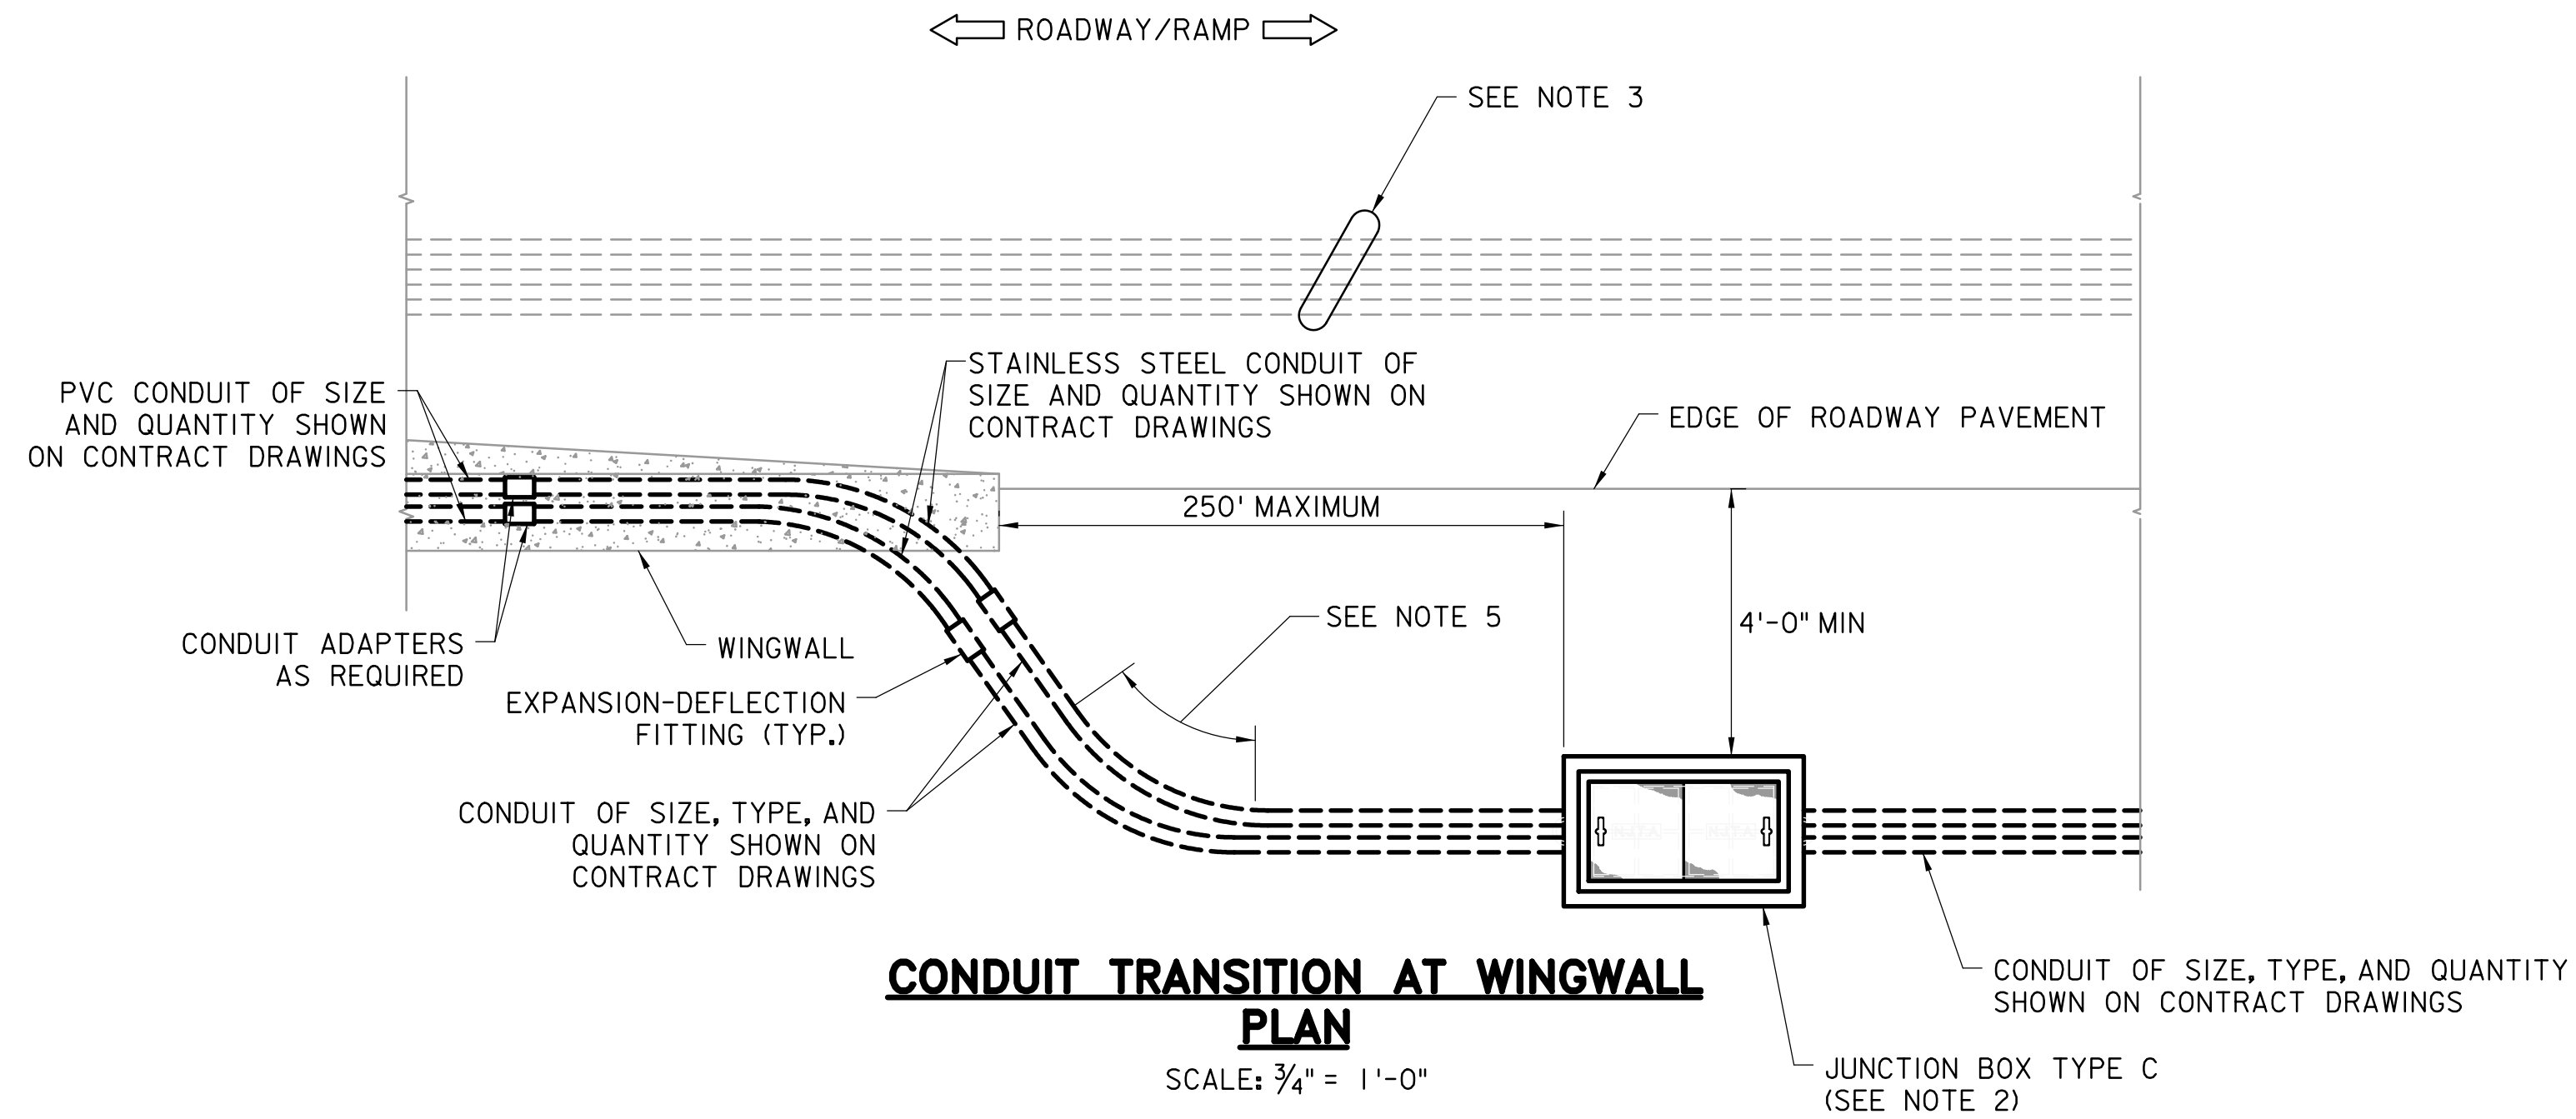 ROADWAY/RAMP
SEE NOTE 3
STAINLESS STEEL CONDUIT OF
SIZE AND QUANTITY SHOWN ON
CONTRACT DRAWINGS
PVC CONDUIT OF SIZE
AND QUANTITY SHOWN
ON CONTRACT DRAWINGS
EDGE OF ROADWAY PAVEMENT
250' MAXIMUM
SEE NOTE 5
4'-0" MIN
CONDUIT ADAPTERS
AS REQUIRED
WINGWALL
EXPANSION-DEFLECTION
FITTING (TYP.)
CONDUIT OF SIZE, TYPE, AND
QUANTITY SHOWN ON
CONTRACT DRAWINGS
CONDUIT TRANSITION AT WINGWALL
PLAN
SCALE: 3/4" = 1'-0"
CONDUIT OF SIZE, TYPE, AND QUANTITY
SHOWN ON CONTRACT DRAWINGS
JUNCTION BOX TYPE C
(SEE NOTE 2)